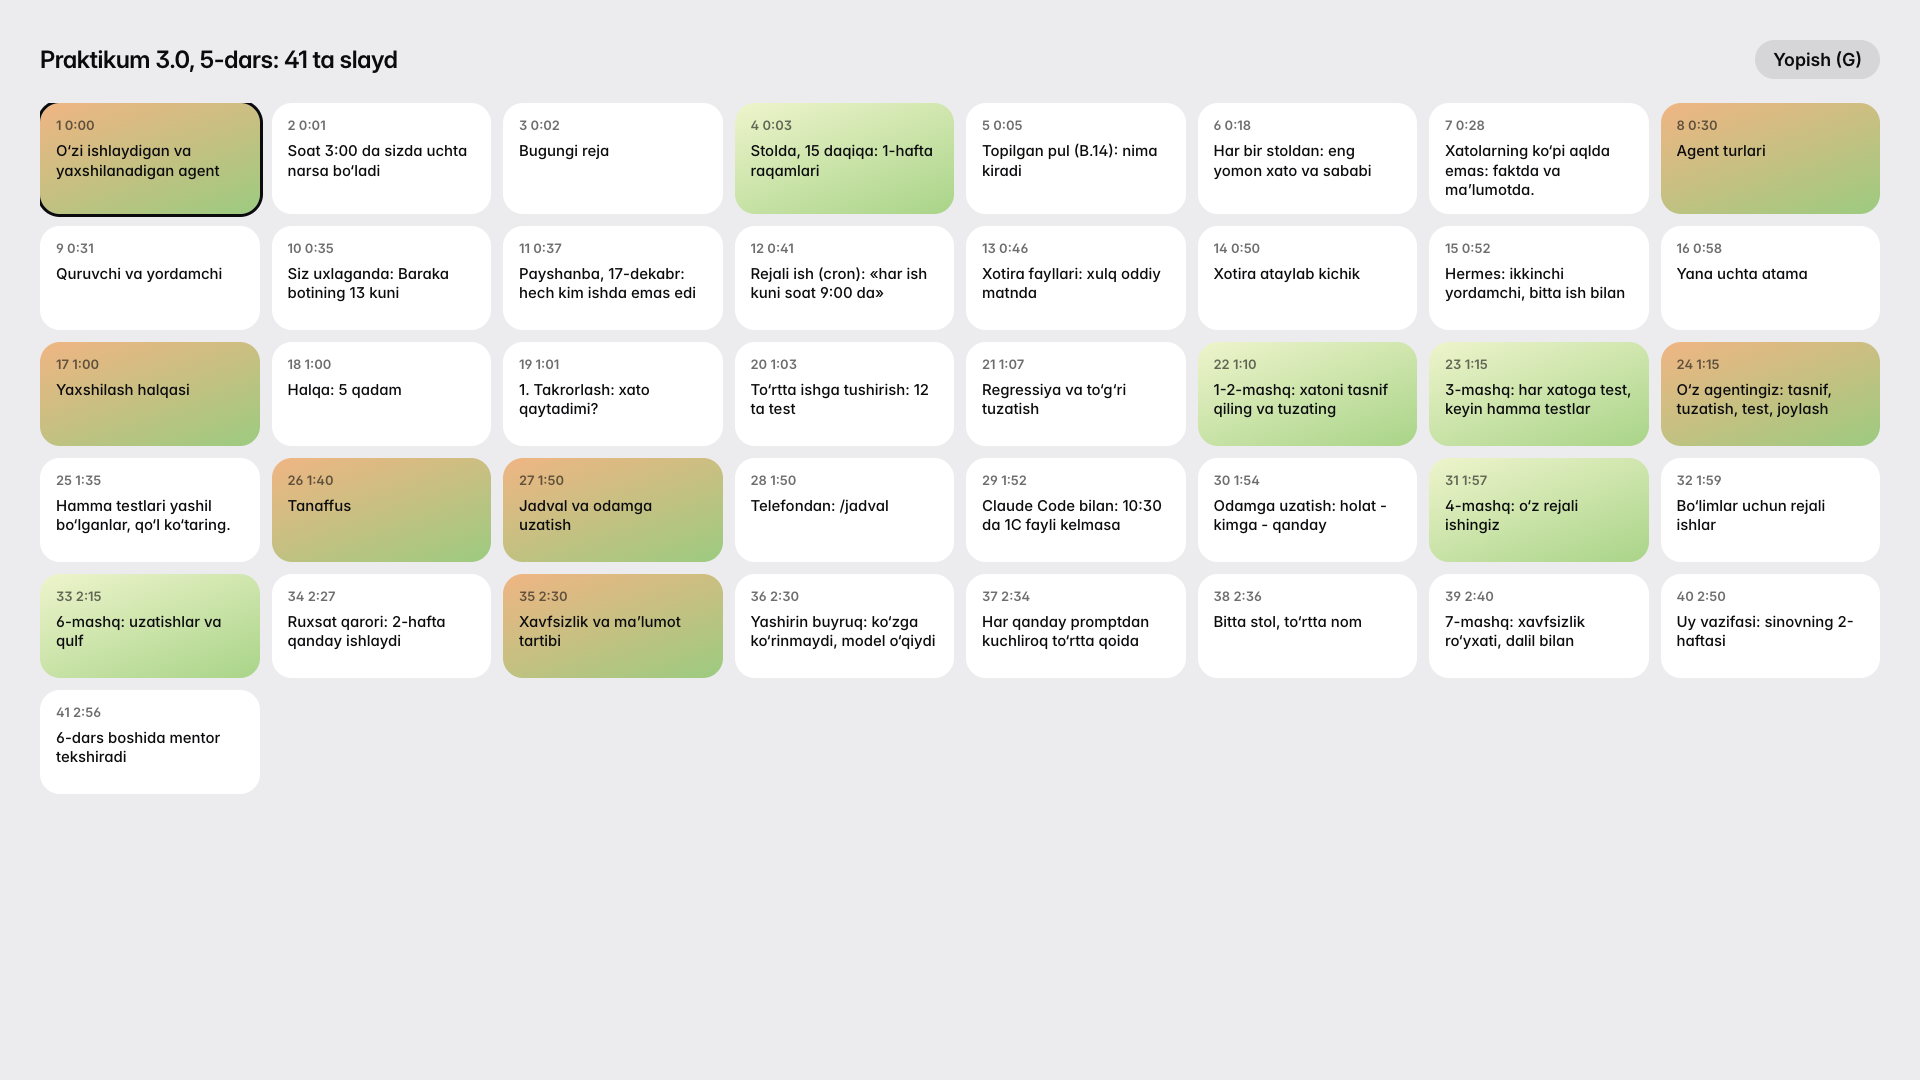 Praktikum 3.0, 5-dars: 41 ta slayd
Yopish (G)
1 0:00
O‘zi ishlaydigan va
yaxshilanadigan agent
2 0:01
Soat 3:00 da sizda uchta
narsa bo‘ladi
3 0:02
Bugungi reja
4 0:03
Stolda, 15 daqiqa: 1-hafta
raqamlari
5 0:05
Topilgan pul (B.14): nima
kiradi
6 0:18
Har bir stoldan: eng
yomon xato va sababi
7 0:28
Xatolarning ko‘pi aqlda
emas: faktda va
ma’lumotda.
8 0:30
Agent turlari
9 0:31
Quruvchi va yordamchi
10 0:35
Siz uxlaganda: Baraka
botining 13 kuni
11 0:37
Payshanba, 17-dekabr:
hech kim ishda emas edi
12 0:41
Rejali ish (cron): «har ish
kuni soat 9:00 da»
13 0:46
Xotira fayllari: xulq oddiy
matnda
14 0:50
Xotira ataylab kichik
15 0:52
Hermes: ikkinchi
yordamchi, bitta ish bilan
16 0:58
Yana uchta atama
17 1:00
Yaxshilash halqasi
18 1:00
Halqa: 5 qadam
19 1:01
1. Takrorlash: xato
qaytadimi?
20 1:03
To‘rtta ishga tushirish: 12
ta test
21 1:07
Regressiya va to‘g‘ri
tuzatish
22 1:10
1-2-mashq: xatoni tasnif
qiling va tuzating
23 1:15
3-mashq: har xatoga test,
keyin hamma testlar
24 1:15
O‘z agentingiz: tasnif,
tuzatish, test, joylash
25 1:35
Hamma testlari yashil
bo‘lganlar, qo‘l ko‘taring.
26 1:40
Tanaffus
27 1:50
Jadval va odamga
uzatish
28 1:50
Telefondan: /jadval
29 1:52
Claude Code bilan: 10:30
da 1C fayli kelmasa
30 1:54
Odamga uzatish: holat -
kimga - qanday
31 1:57
4-mashq: o‘z rejali
ishingiz
32 1:59
Bo‘limlar uchun rejali
ishlar
33 2:15
6-mashq: uzatishlar va
qulf
34 2:27
Ruxsat qarori: 2-hafta
qanday ishlaydi
35 2:30
Xavfsizlik va ma’lumot
tartibi
36 2:30
Yashirin buyruq: ko‘zga
ko‘rinmaydi, model o‘qiydi
37 2:34
Har qanday promptdan
kuchliroq to‘rtta qoida
38 2:36
Bitta stol, to‘rtta nom
39 2:40
7-mashq: xavfsizlik
ro‘yxati, dalil bilan
40 2:50
Uy vazifasi: sinovning 2-
haftasi
41 2:56
6-dars boshida mentor
tekshiradi